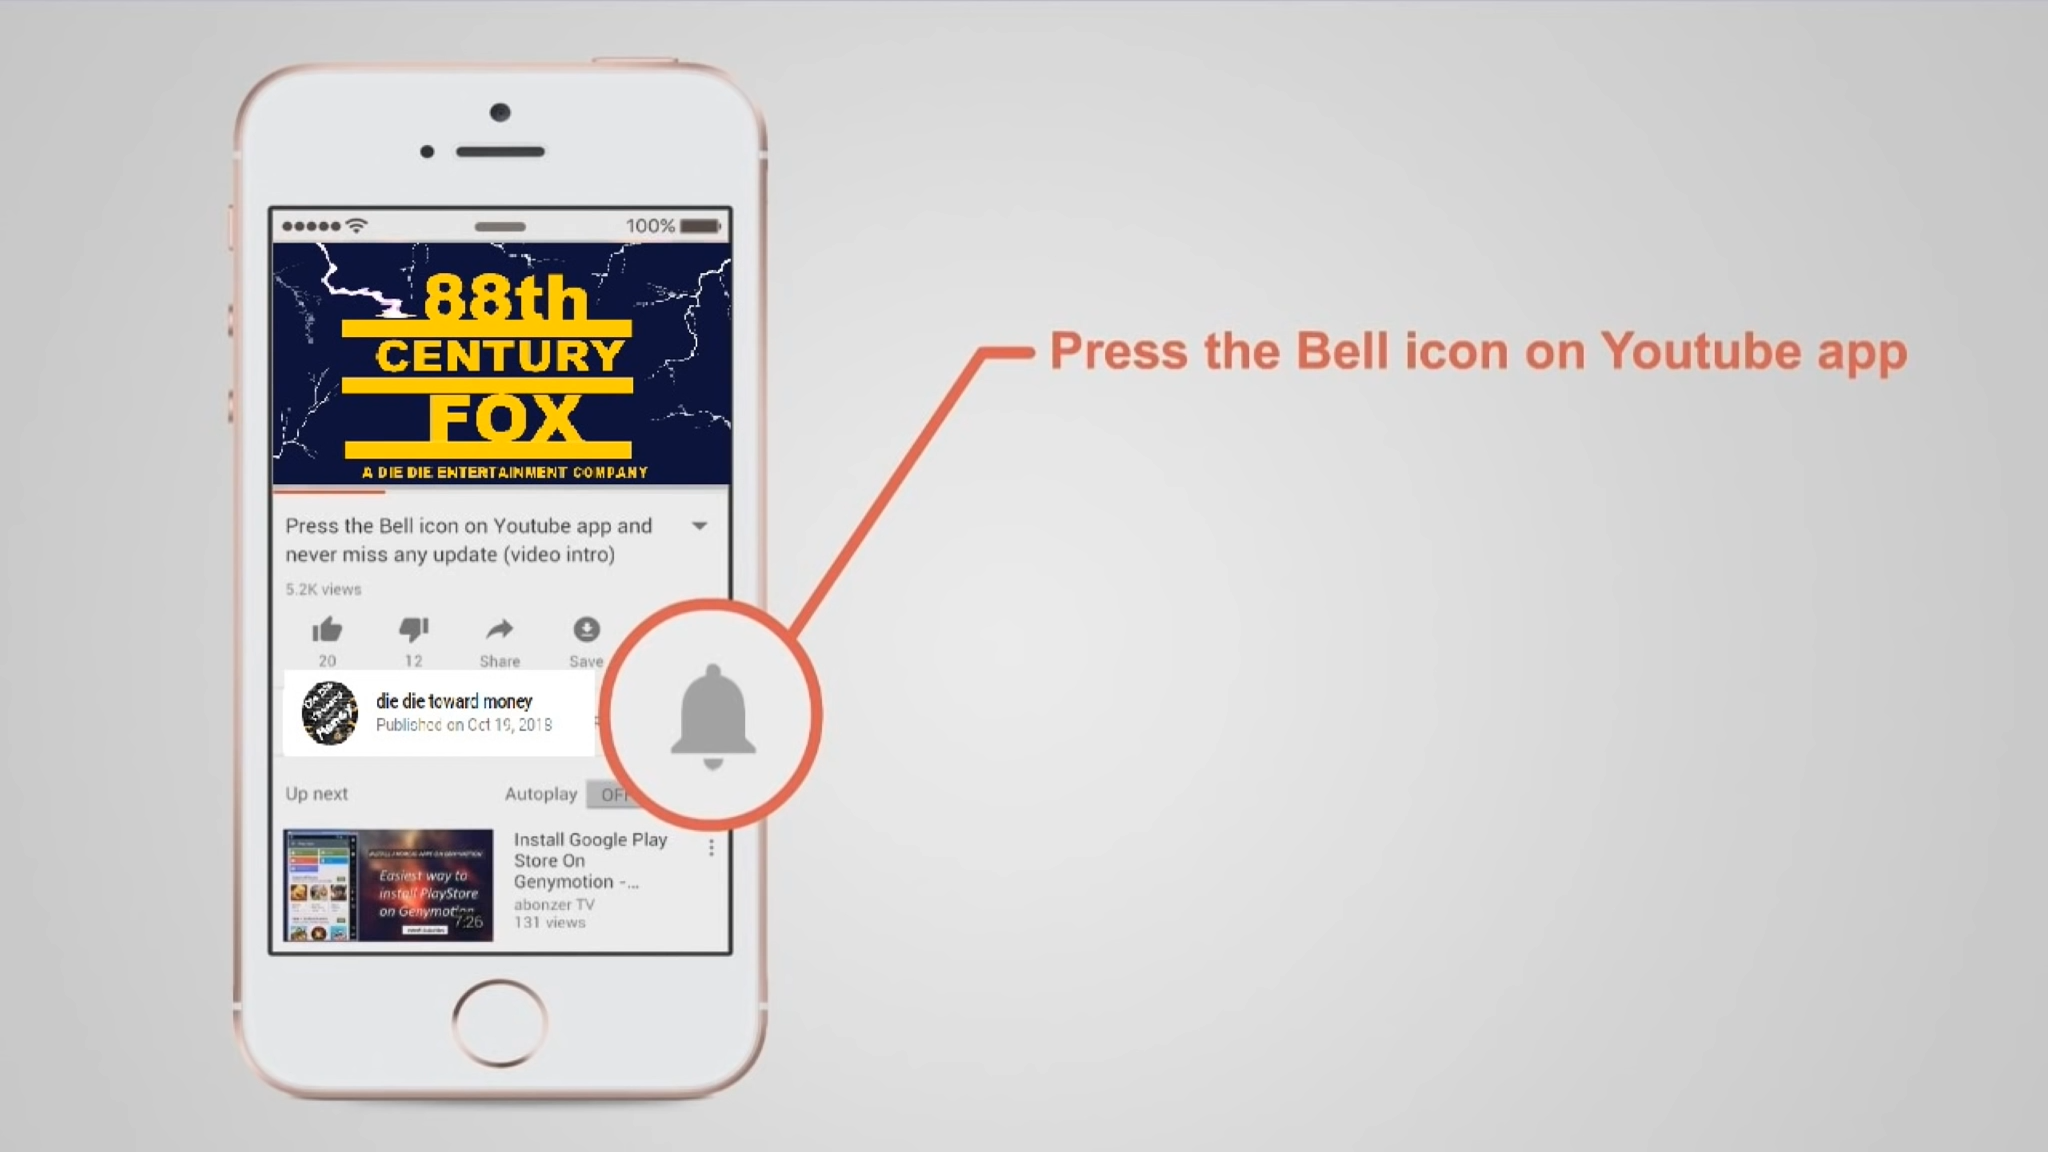 100%
88th
CENTURY
FOX
A DIE DIE ENTERTAINMENT COMPANY
Press the Bell icon on Youtube app
Press the Bell icon on Youtube app and
never miss any update (video intro)
5.2K views
20
12
Share
Save
die die toward money
Published on Oct 19, 2018
Up next
Autoplay
OFF
Easiest way to
install PlayStore
on Genymotion
7:26
Install Google Play
Store On
Genymotion -...
abonzer TV
131 views